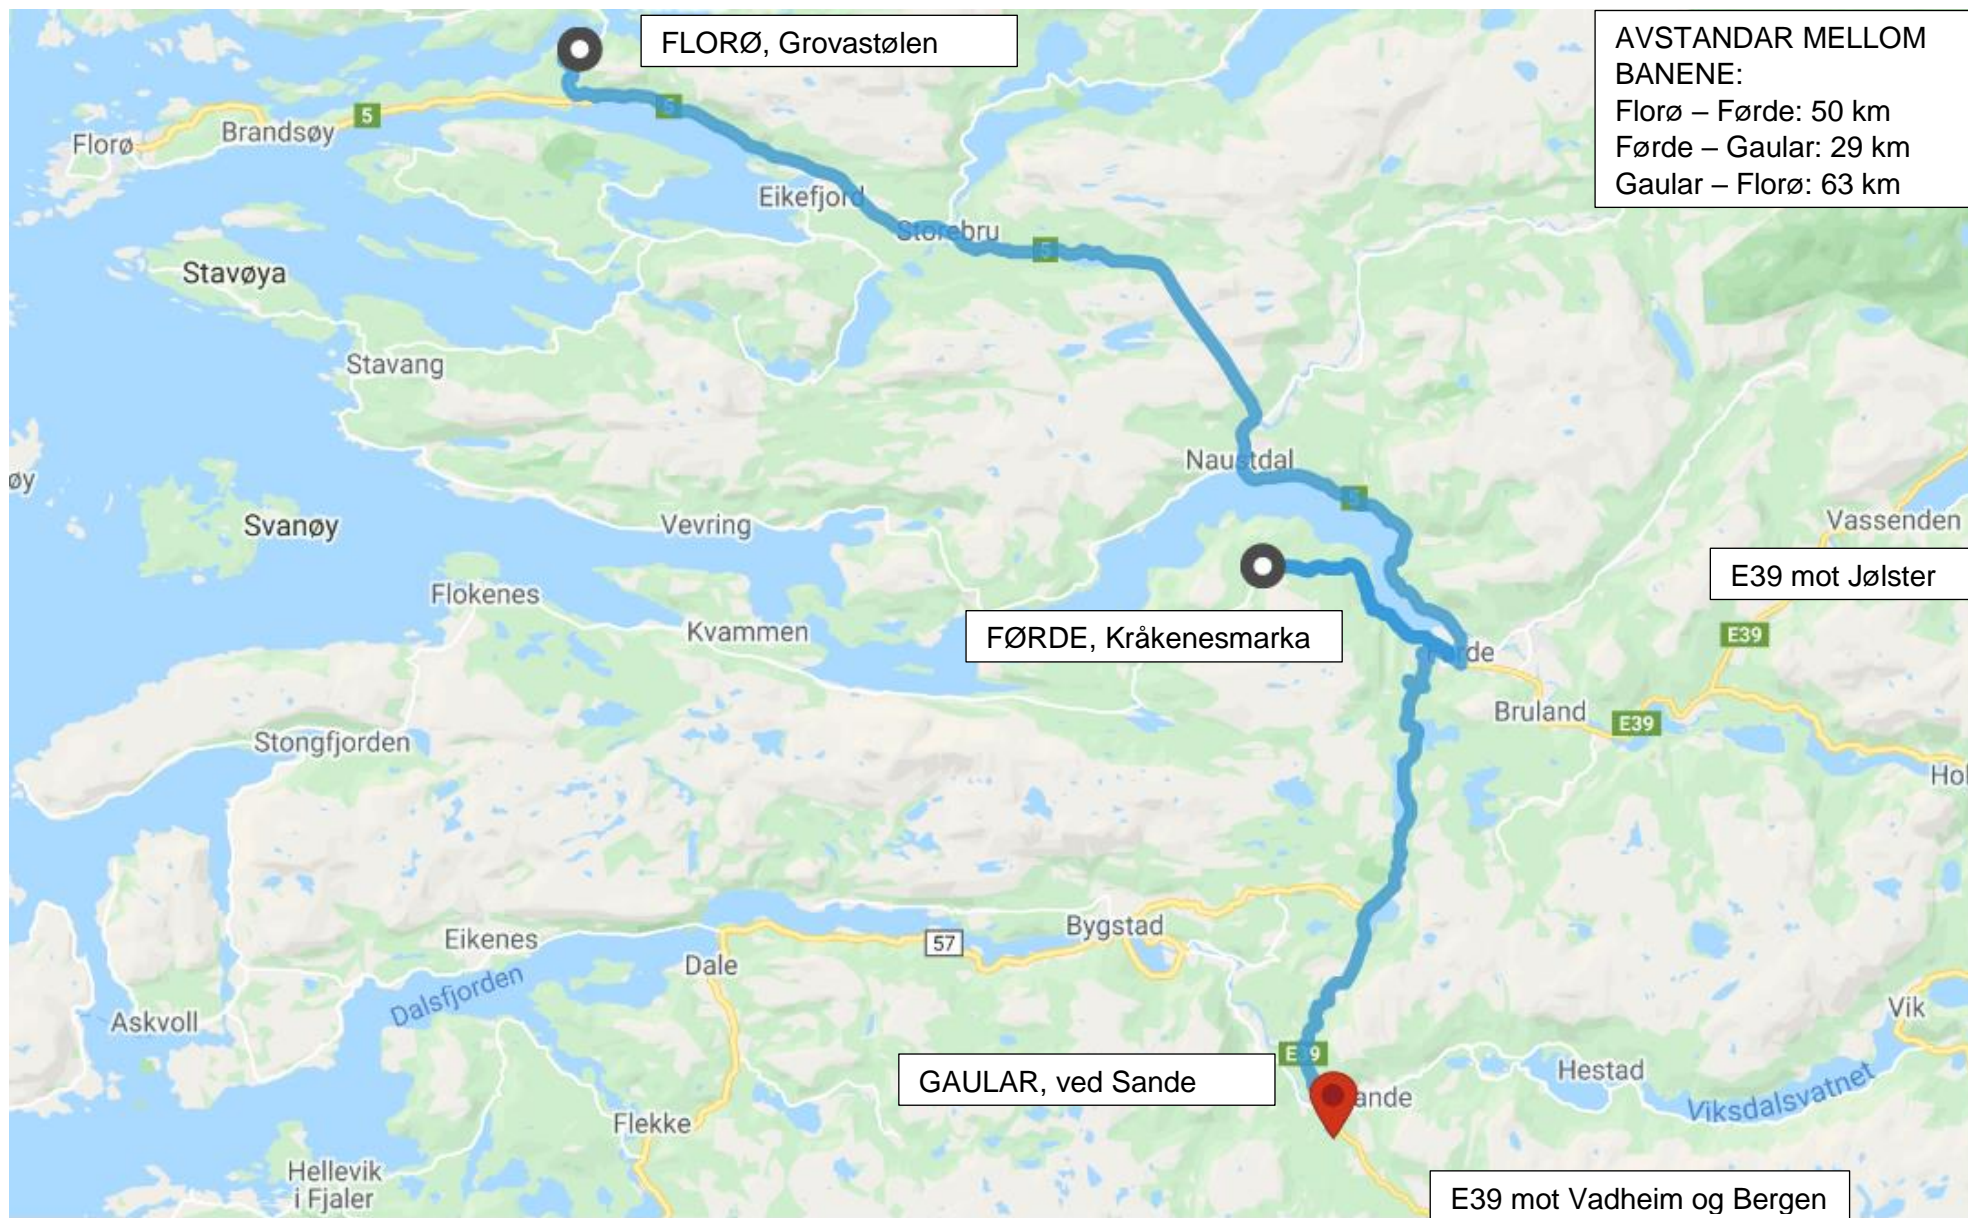 FLORØ, Grovastølen
AVSTANDAR MELLOM
BANENE:
Florø – Førde: 50 km
Førde – Gaular: 29 km
Gaular – Florø: 63 km
5
5
Brandsøy
Florø
Eikefjord
Storebru
5
Stavøya
Stavang
Naustdal
øy
5
Svanøy
Vevring
Vassenden
E39 mot Jølster
Flokenes
Kvammen
FØRDE, Kråkenesmarka
E39
Bruland
E39
Stongfjorden
Hol
Bygstad
Eikenes
57
Dale
Dalsfjorden
Askvoll
Vik
E39
GAULAR, ved Sande
Hestad
ande
Viksdalsvatnet
Flekke
Hellevik
i Fjaler
E39 mot Vadheim og Bergen